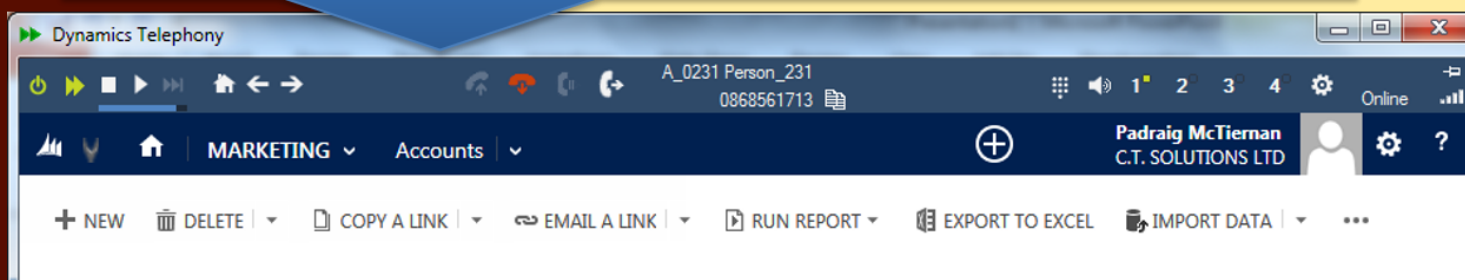 Dynamics Telephony
A_0231 Person_231
0868561713
1 2 3 4
Online
MARKETING Accounts
Padraig McTiernan
C.T. SOLUTIONS LTD
?
NEW DELETE COPY A LINK EMAIL A LINK RUN REPORT EXPORT TO EXCEL IMPORT DATA ...